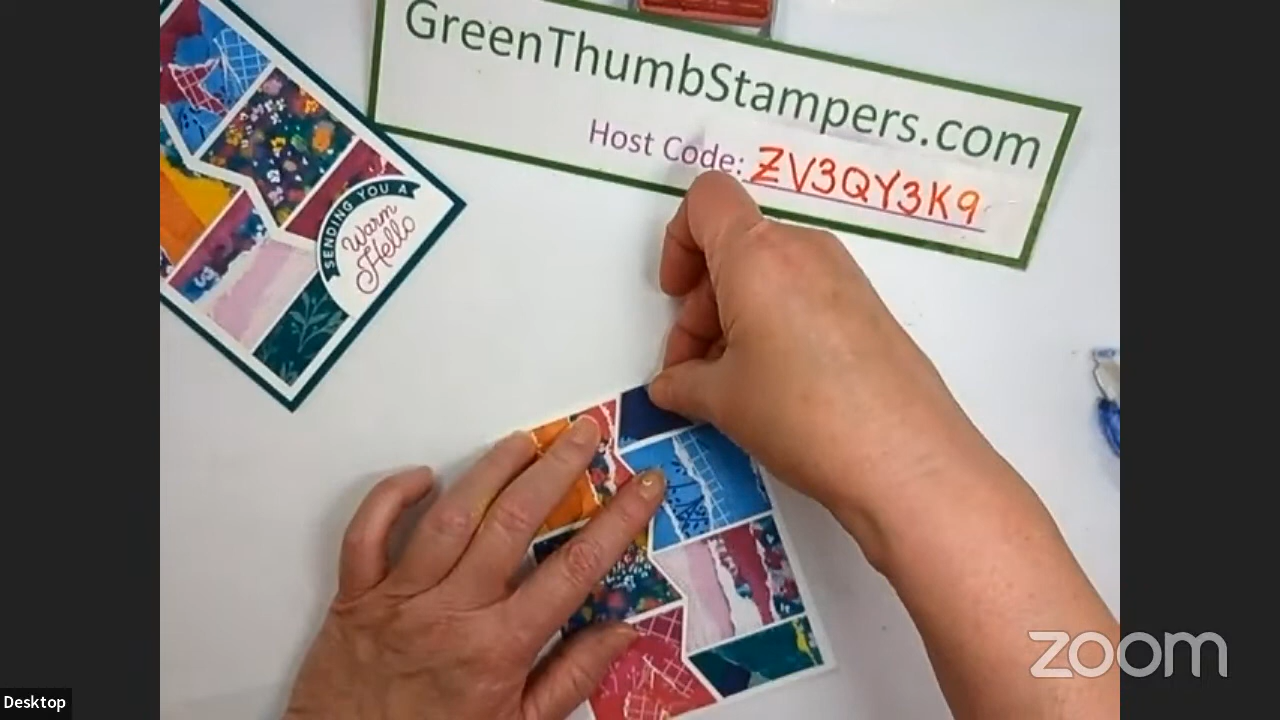 GreenThumbStampers.com
Host Code: ZV3QY3K9
SENDING YOU A
Warm
Hello
zoom
Desktop